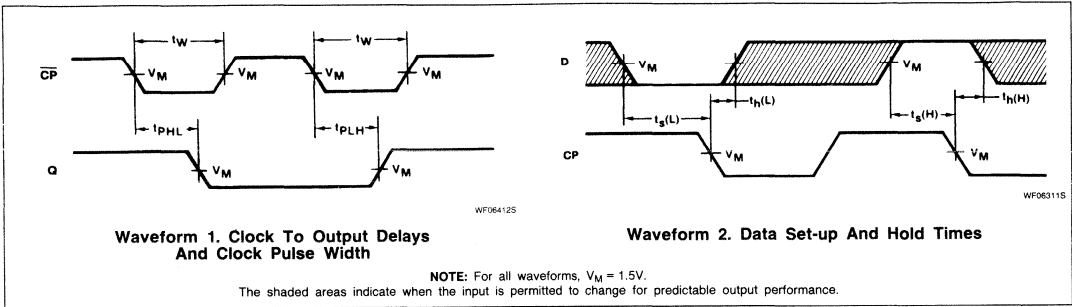 tW
tW
CP
VM
VM
VM
VM
tPHL
tPLH
Q
VM
VM
WF06412S
Waveform 1. Clock To Output Delays
And Clock Pulse Width
D
VM
VM
th(L)
th(H)
ts(L)
ts(H)
CP
VM
VM
WF06311S
Waveform 2. Data Set-up And Hold Times
NOTE: For all waveforms, VM = 1.5V.
The shaded areas indicate when the input is permitted to change for predictable output performance.